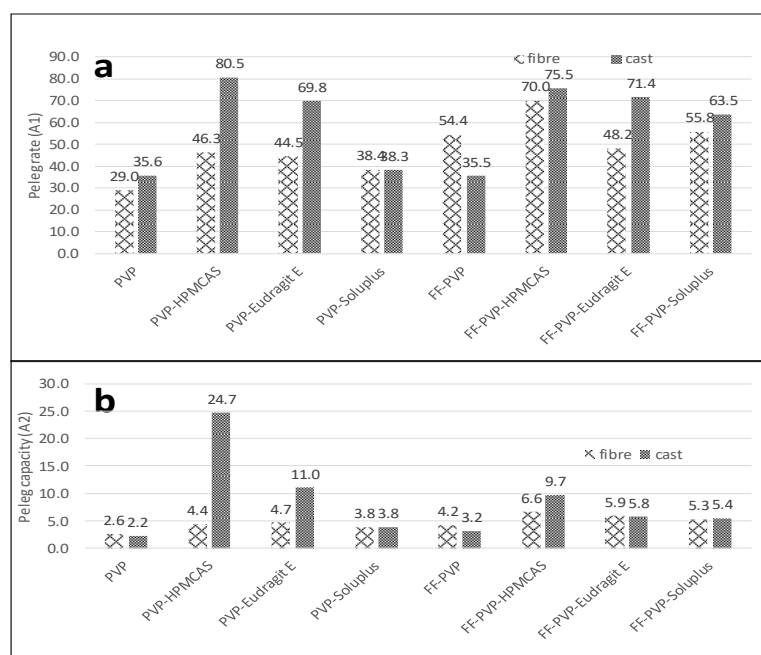 a
fibre cast
Peleg rate (A1)
90.0
80.0
70.0
60.0
50.0
40.0
30.0
20.0
10.0
0.0
29.0 35.6 46.3 80.5 44.5 69.8 38.4 38.3 54.4 35.5 70.0 75.5 48.2 71.4 55.8 63.5
PVP
PVP-HPMCAS
PVP-Eudragit E
PVP-Soluplus
FF-PVP
FF-PVP-HPMCAS
FF-PVP-Eudragit E
FF-PVP-Soluplus
b
fibre cast
Peleg capacity (A2)
30.0
25.0
20.0
15.0
10.0
5.0
0.0
2.6 2.2 4.4 24.7 4.7 11.0 3.8 3.8 4.2 3.2 6.6 9.7 5.9 5.8 5.3 5.4
PVP
PVP-HPMCAS
PVP-Eudragit E
PVP-Soluplus
FF-PVP
FF-PVP-HPMCAS
FF-PVP-Eudragit E
FF-PVP-Soluplus